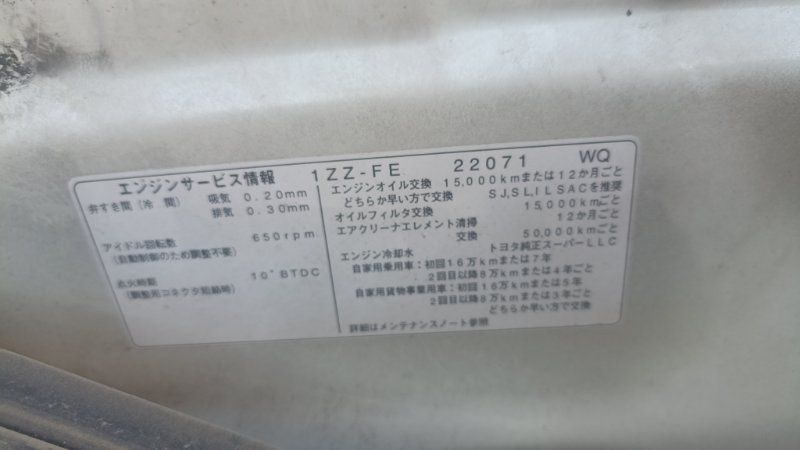 エンジンサービス情報 1ZZ-FE 22071 WQ
弁すき間(冷 間) 吸気 0.20mm
排気 0.30mm
アイドル回転数 650rpm
(自動制御のため調整不要)
点火時期 10°BTDC
(調整用コネクタ短絡時)
エンジンオイル交換 15,000kmまたは12か月ごと
どちらか早い方で交換 SJ,SL,ILSACを推奨
オイルフィルタ交換 15,000kmごと
エアクリーナエレメント清掃 12か月ごと
交換 50,000kmごと
エンジン冷却水 トヨタ純正スーパーLLC
自家用乗用車:初回16万kmまたは7年
2回目以降8万kmまたは4年ごと
自家用貨物事業用車:初回16万kmまたは5年
2回目以降8万kmまたは3年ごと
どちらか早い方で交換
詳細はメンテナンスノート参照